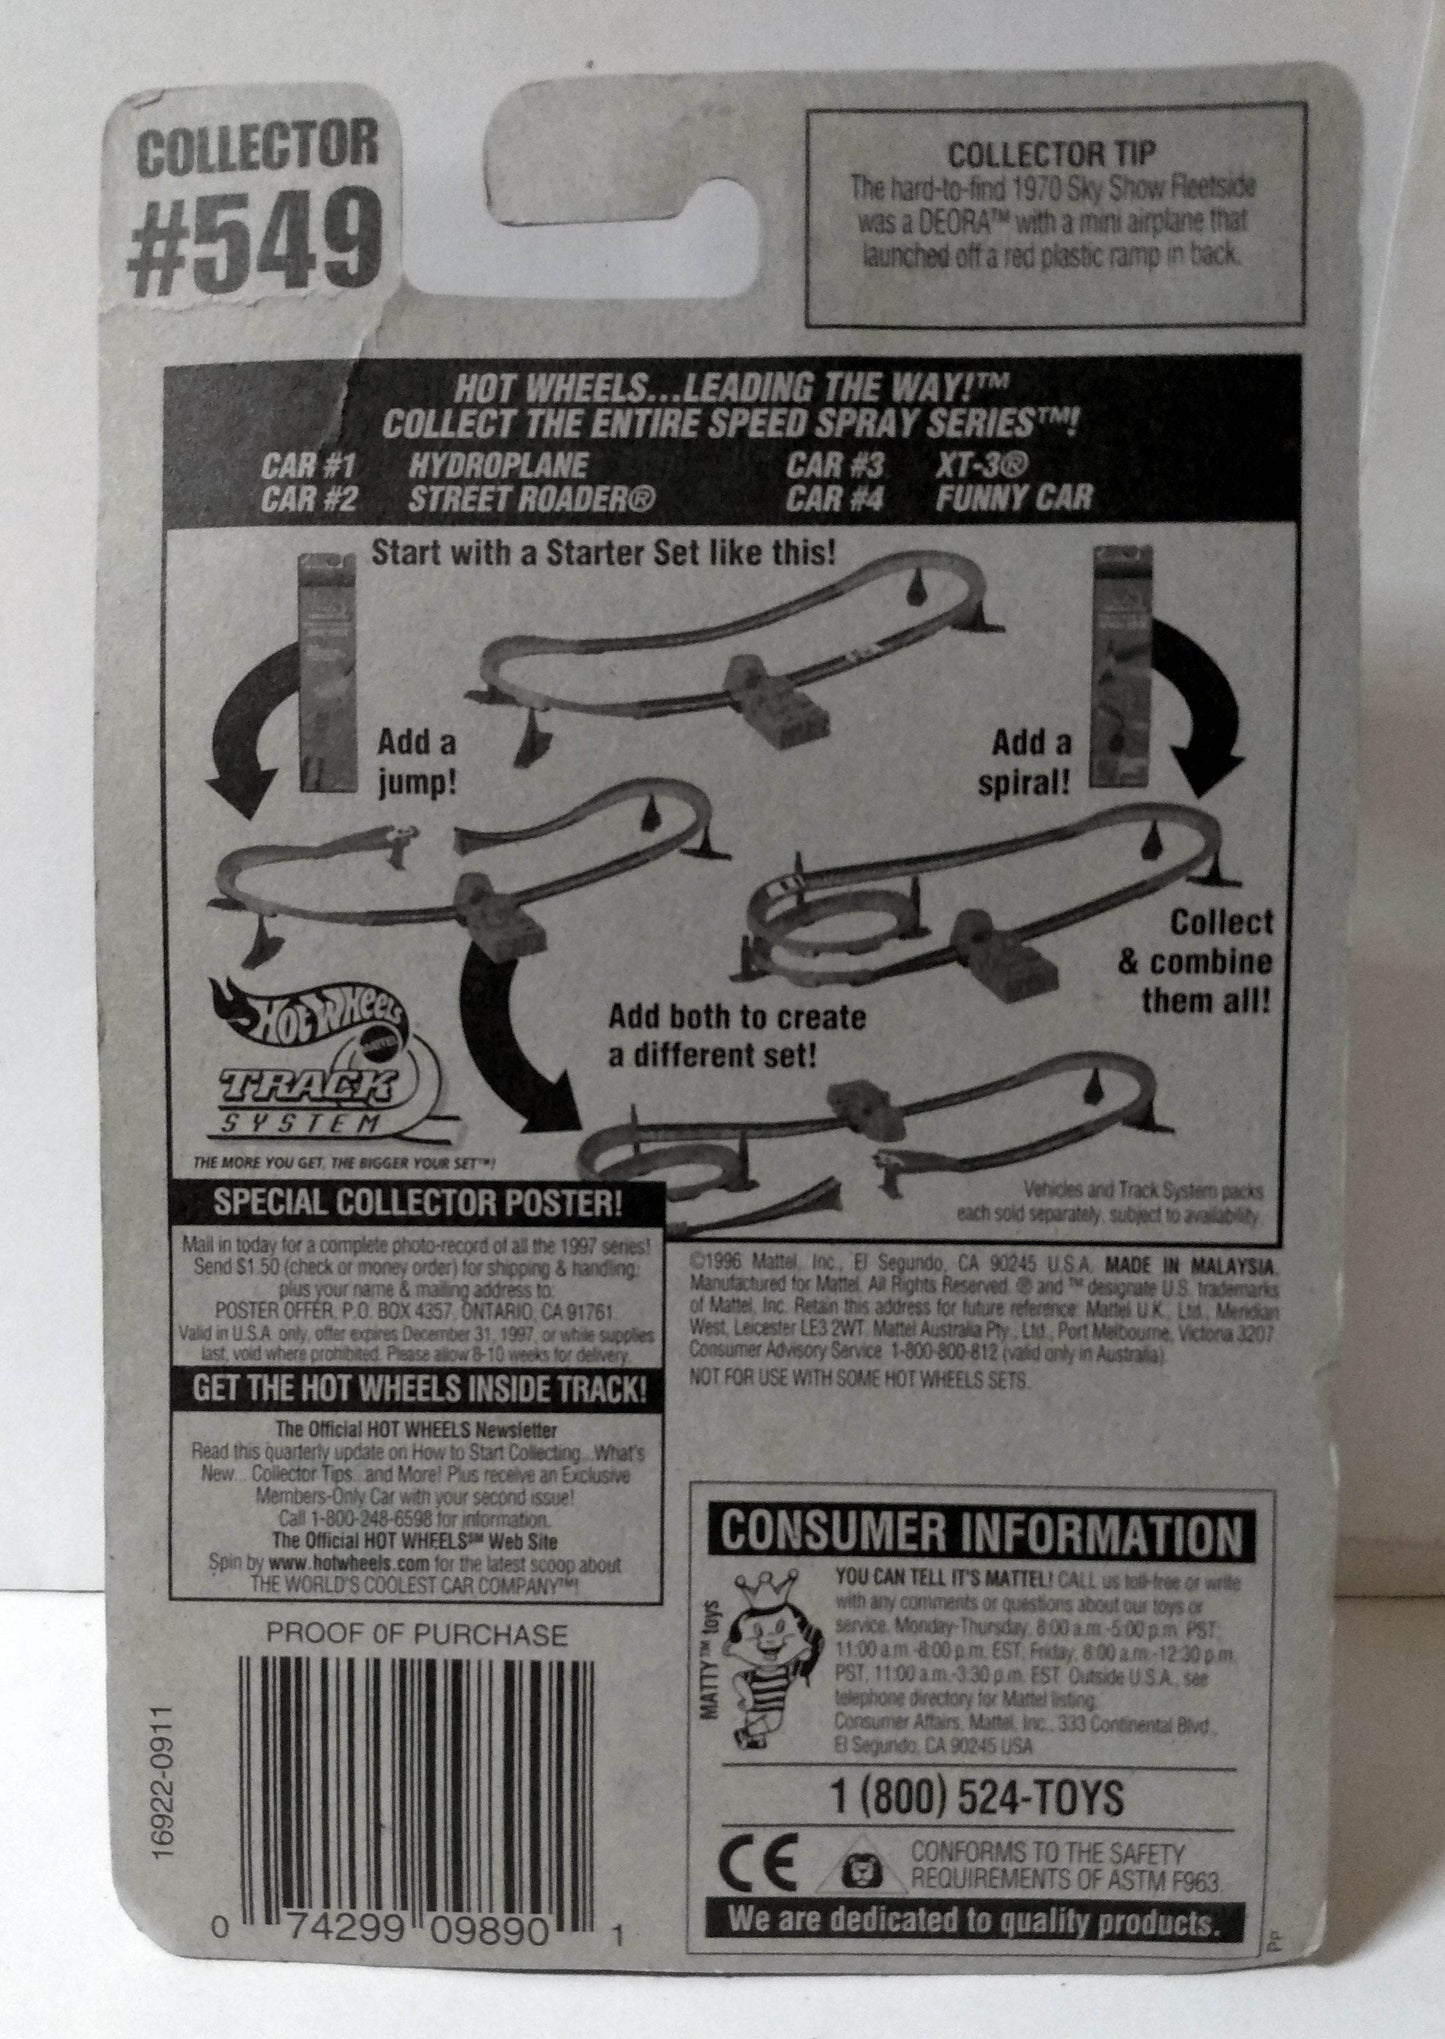 COLLECTOR
#549
COLLECTOR TIP
The hard-to-find 1970 Sky Show Fleetside
was a DEORA™ with a mini airplane that
launched off a red plastic ramp in back.
HOT WHEELS...LEADING THE WAY!™
COLLECT THE ENTIRE SPEED SPRAY SERIES™!
CAR #1 HYDROPLANE CAR #3 XT-3®
CAR #2 STREET ROADER® CAR #4 FUNNY CAR
Start with a Starter Set like this!
Add a
jump!
Add a
spiral!
Collect
& combine
them all!
Add both to create
a different set!
HOT WHEELS
MATTEL
TRACK
SYSTEM
THE MORE YOU GET, THE BIGGER YOUR SET™!
Vehicles and Track System packs
each sold separately, subject to availability.
SPECIAL COLLECTOR POSTER!
Mail in today for a complete photo-record of all the 1997 series!
Send $1.50 (check or money order) for shipping & handling,
plus your name & mailing address to:
POSTER OFFER, P.O. BOX 4357, ONTARIO, CA 91761.
Valid in U.S.A. only, offer expires December 31, 1997, or while supplies
last, void where prohibited. Please allow 8-10 weeks for delivery.
GET THE HOT WHEELS INSIDE TRACK!
The Official HOT WHEELS Newsletter
Read this quarterly update on How to Start Collecting...What's
New... Collector Tips...and More! Plus receive an Exclusive
Members-Only Car with your second issue!
Call 1-800-248-6598 for information.
The Official HOT WHEELS℠ Web Site
Spin by www.hotwheels.com for the latest scoop about
THE WORLD'S COOLEST CAR COMPANY™!
©1996 Mattel, Inc., El Segundo, CA 90245 U.S.A. MADE IN MALAYSIA.
Manufactured for Mattel. All Rights Reserved. ® and ™ designate U.S. trademarks
of Mattel, Inc. Retain this address for future reference: Mattel U.K., Ltd., Meridian
West, Leicester LE3 2WT. Mattel Australia Pty., Ltd., Port Melbourne, Victoria 3207.
Consumer Advisory Service 1-800-800-812 (valid only in Australia).
NOT FOR USE WITH SOME HOT WHEELS SETS.
PROOF OF PURCHASE
16922-0911
0 74299 09890 1
CONSUMER INFORMATION
MATTY™ toys
YOU CAN TELL IT'S MATTEL! CALL us toll-free or write
with any comments or questions about our toys or
service. Monday-Thursday, 8:00 a.m.-5:00 p.m. PST,
11:00 a.m.-8:00 p.m. EST, Friday, 8:00 a.m.-12:30 p.m.
PST, 11:00 a.m.-3:30 p.m. EST. Outside U.S.A., see
telephone directory for Mattel listing.
Consumer Affairs, Mattel, Inc., 333 Continental Blvd.,
El Segundo, CA 90245 USA
1 (800) 524-TOYS
CE
CONFORMS TO THE SAFETY
REQUIREMENTS OF ASTM F963.
We are dedicated to quality products.
PP